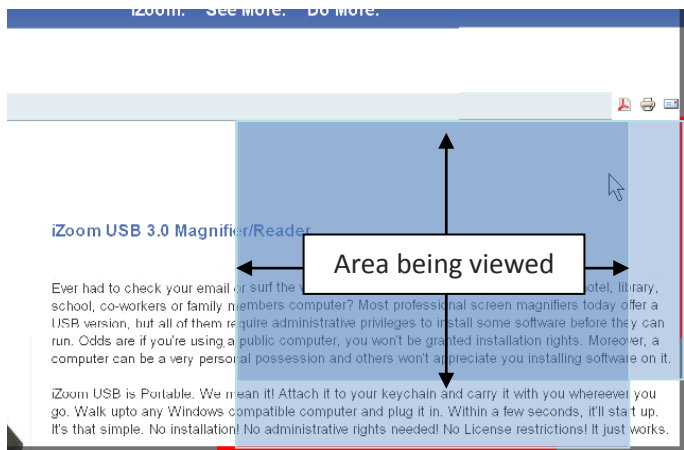 iZoom. See More. Do More.
iZoom USB 3.0 Magnifier/Reader
Area being viewed
Ever had to check your email or surf the library,
school, co-workers or family members computer? Most professional screen magnifiers today offer a
USB version, but all of them require administrative privileges to install some software before they can
run. Odds are if you're using a public computer, you won't be granted installation rights. Moreover, a
computer can be a very personal possession and others won't appreciate you installing software on it.
iZoom USB is Portable. We mean it! Attach it to your keychain and carry it with you whereever you
go. Walk upto any Windows compatible computer and plug it in. Within a few seconds, it'll start up.
It's that simple. No installation! No administrative rights needed! No License restrictions! It just works.